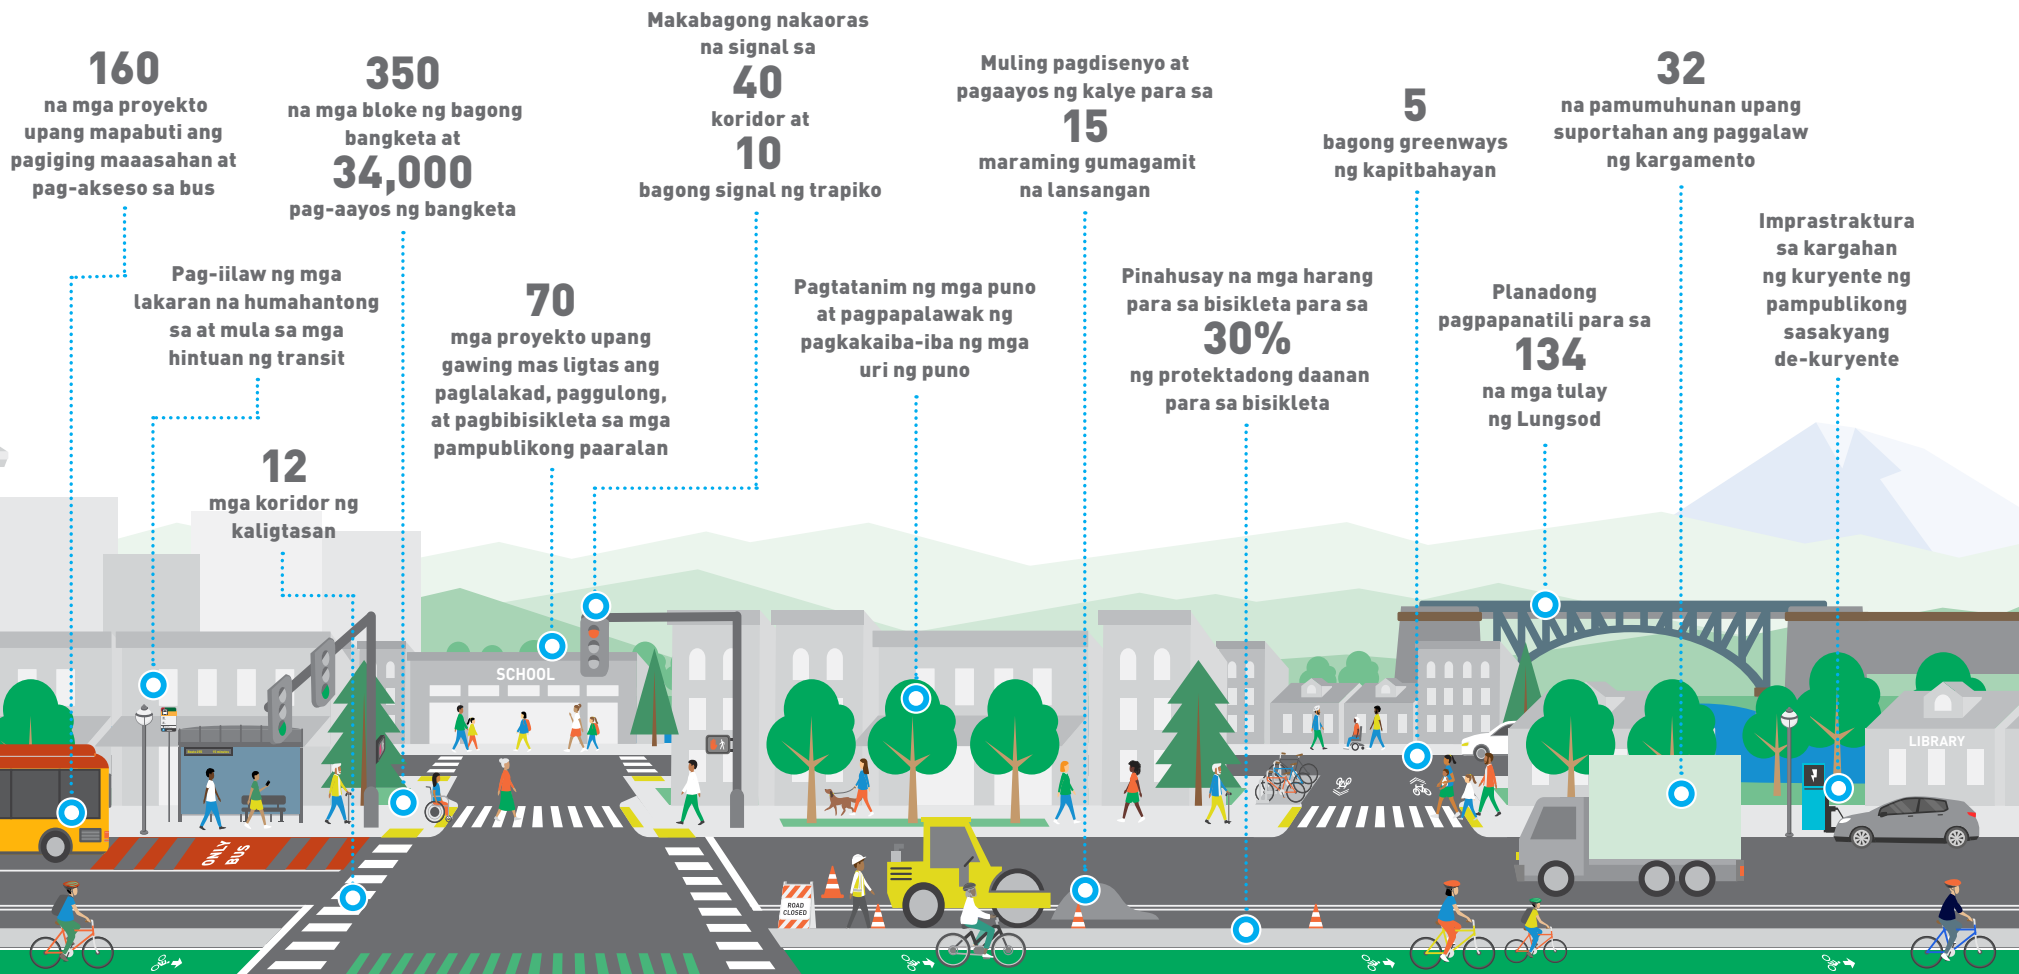 160
na mga proyekto
upang mapabuti ang
pagiging maaasahan at
pag-akseso sa bus
350
na mga bloke ng bagong
bangketa at
34,000
pag-aayos ng bangketa
Makabagong nakaoras
na signal sa
40
koridor at
10
bagong signal ng trapiko
Muling pagdisenyo at
pagaayos ng kalye para sa
15
maraming gumagamit
na lansangan
5
bagong greenways
ng kapitbahayan
32
na pamumuhunan upang
suportahan ang paggalaw
ng kargamento
Imprastraktura
sa kargahan
ng kuryente ng
pampublikong
sasakyang
de-kuryente
Pag-iilaw ng mga
lakaran na humahantong
sa at mula sa mga
hintuan ng transit
12
mga koridor ng
kaligtasan
70
mga proyekto upang
gawing mas ligtas ang
paglalakad, paggulong,
at pagbibisikleta sa mga
pampublikong paaralan
Pagtatanim ng mga puno
at pagpapalawak ng
pagkakaiba-iba ng mga
uri ng puno
Pinahusay na mga harang
para sa bisikleta para sa
30%
ng protektadong daanan
para sa bisikleta
Planadong
pagpapanatili para sa
134
na mga tulay
ng Lungsod
SCHOOL
LIBRARY
ONLY
BUS
ROAD
CLOSED